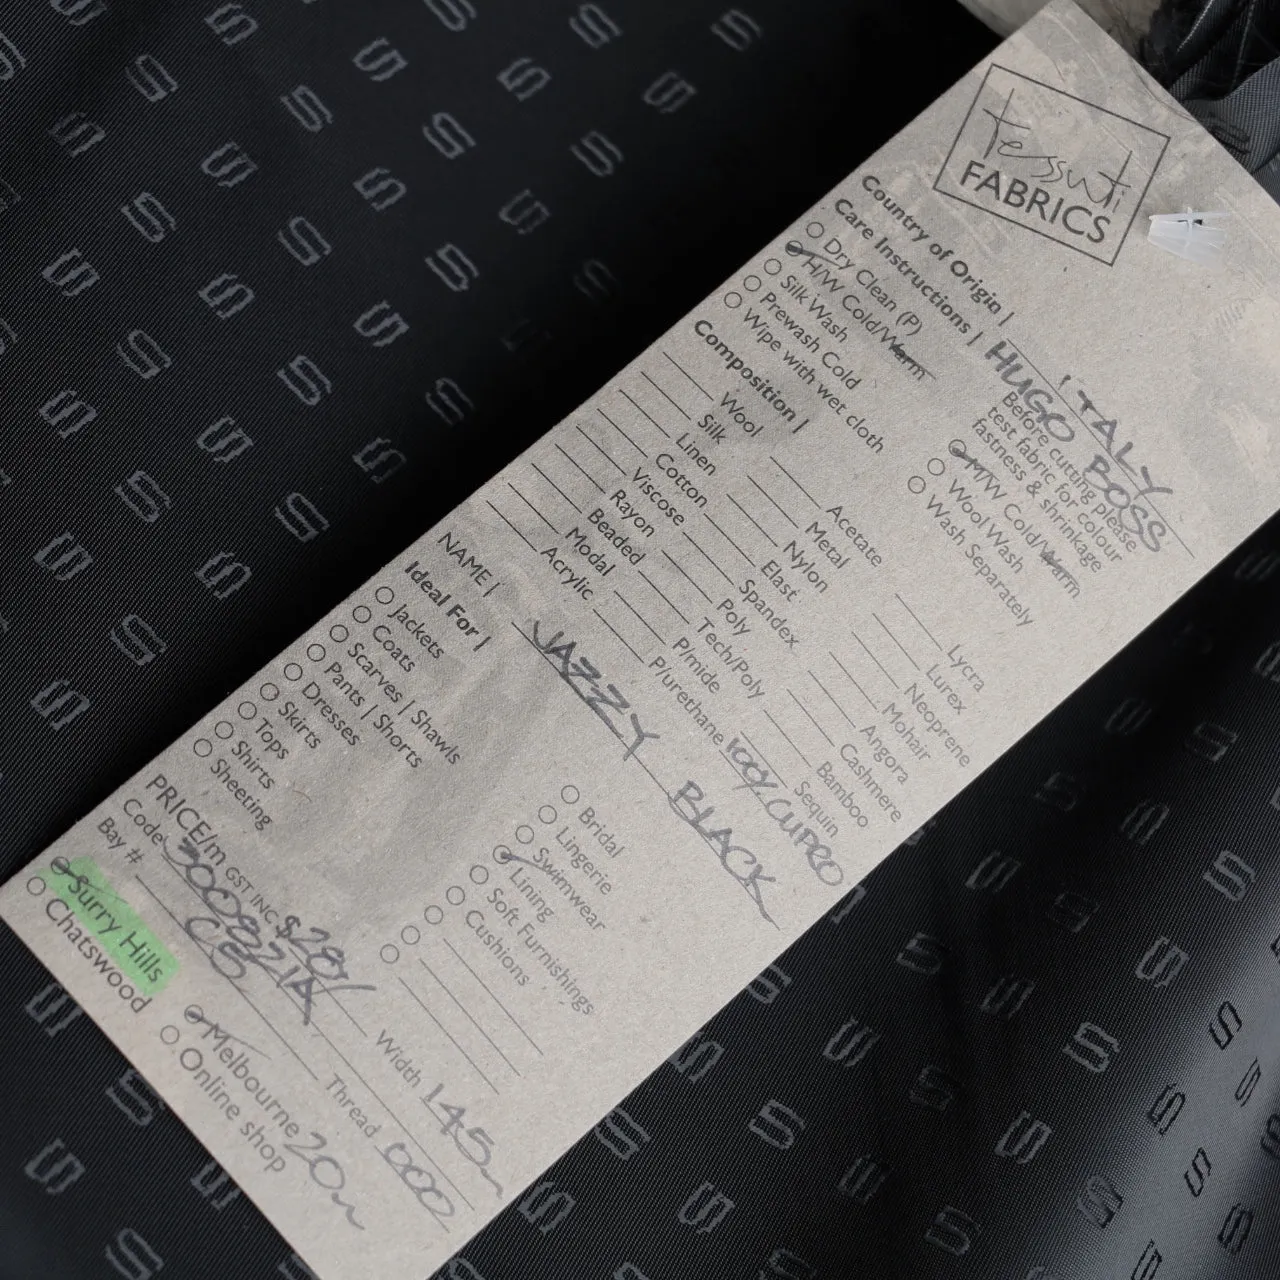 tessuti
FABRICS
Country of Origin | ITALY
HUGO BOSS
Care Instructions | Before cutting please
test fabric for colour
fastness & shrinkage
Dry Clean (P)
H/W Cold/Warm
Silk Wash
Prewash Cold
Wipe with wet cloth
M/W Cold/Warm
Wool Wash
Wash Separately
Composition |
Wool
Silk
Linen
Cotton
Viscose
Rayon
Beaded
Modal
Acrylic
Acetate
Metal
Nylon
Elast
Spandex
Poly
Tech/Poly
P/mide
P/urethane
Lycra
Lurex
Neoprene
Mohair
Angora
Cashmere
Bamboo
Sequin
100% CUPRO
NAME | JAZZY BLACK
Ideal For |
Jackets
Coats
Scarves | Shawls
Pants | Shorts
Dresses
Skirts
Tops
Shirts
Sheeting
Bridal
Lingerie
Swimwear
Lining
Soft Furnishings
Cushions
PRICE/m GST INC $28/ Width 145
Code 300821A Thread 000
Bay # C8
Surry Hills
Chatswood
Melbourne 20m
Online shop